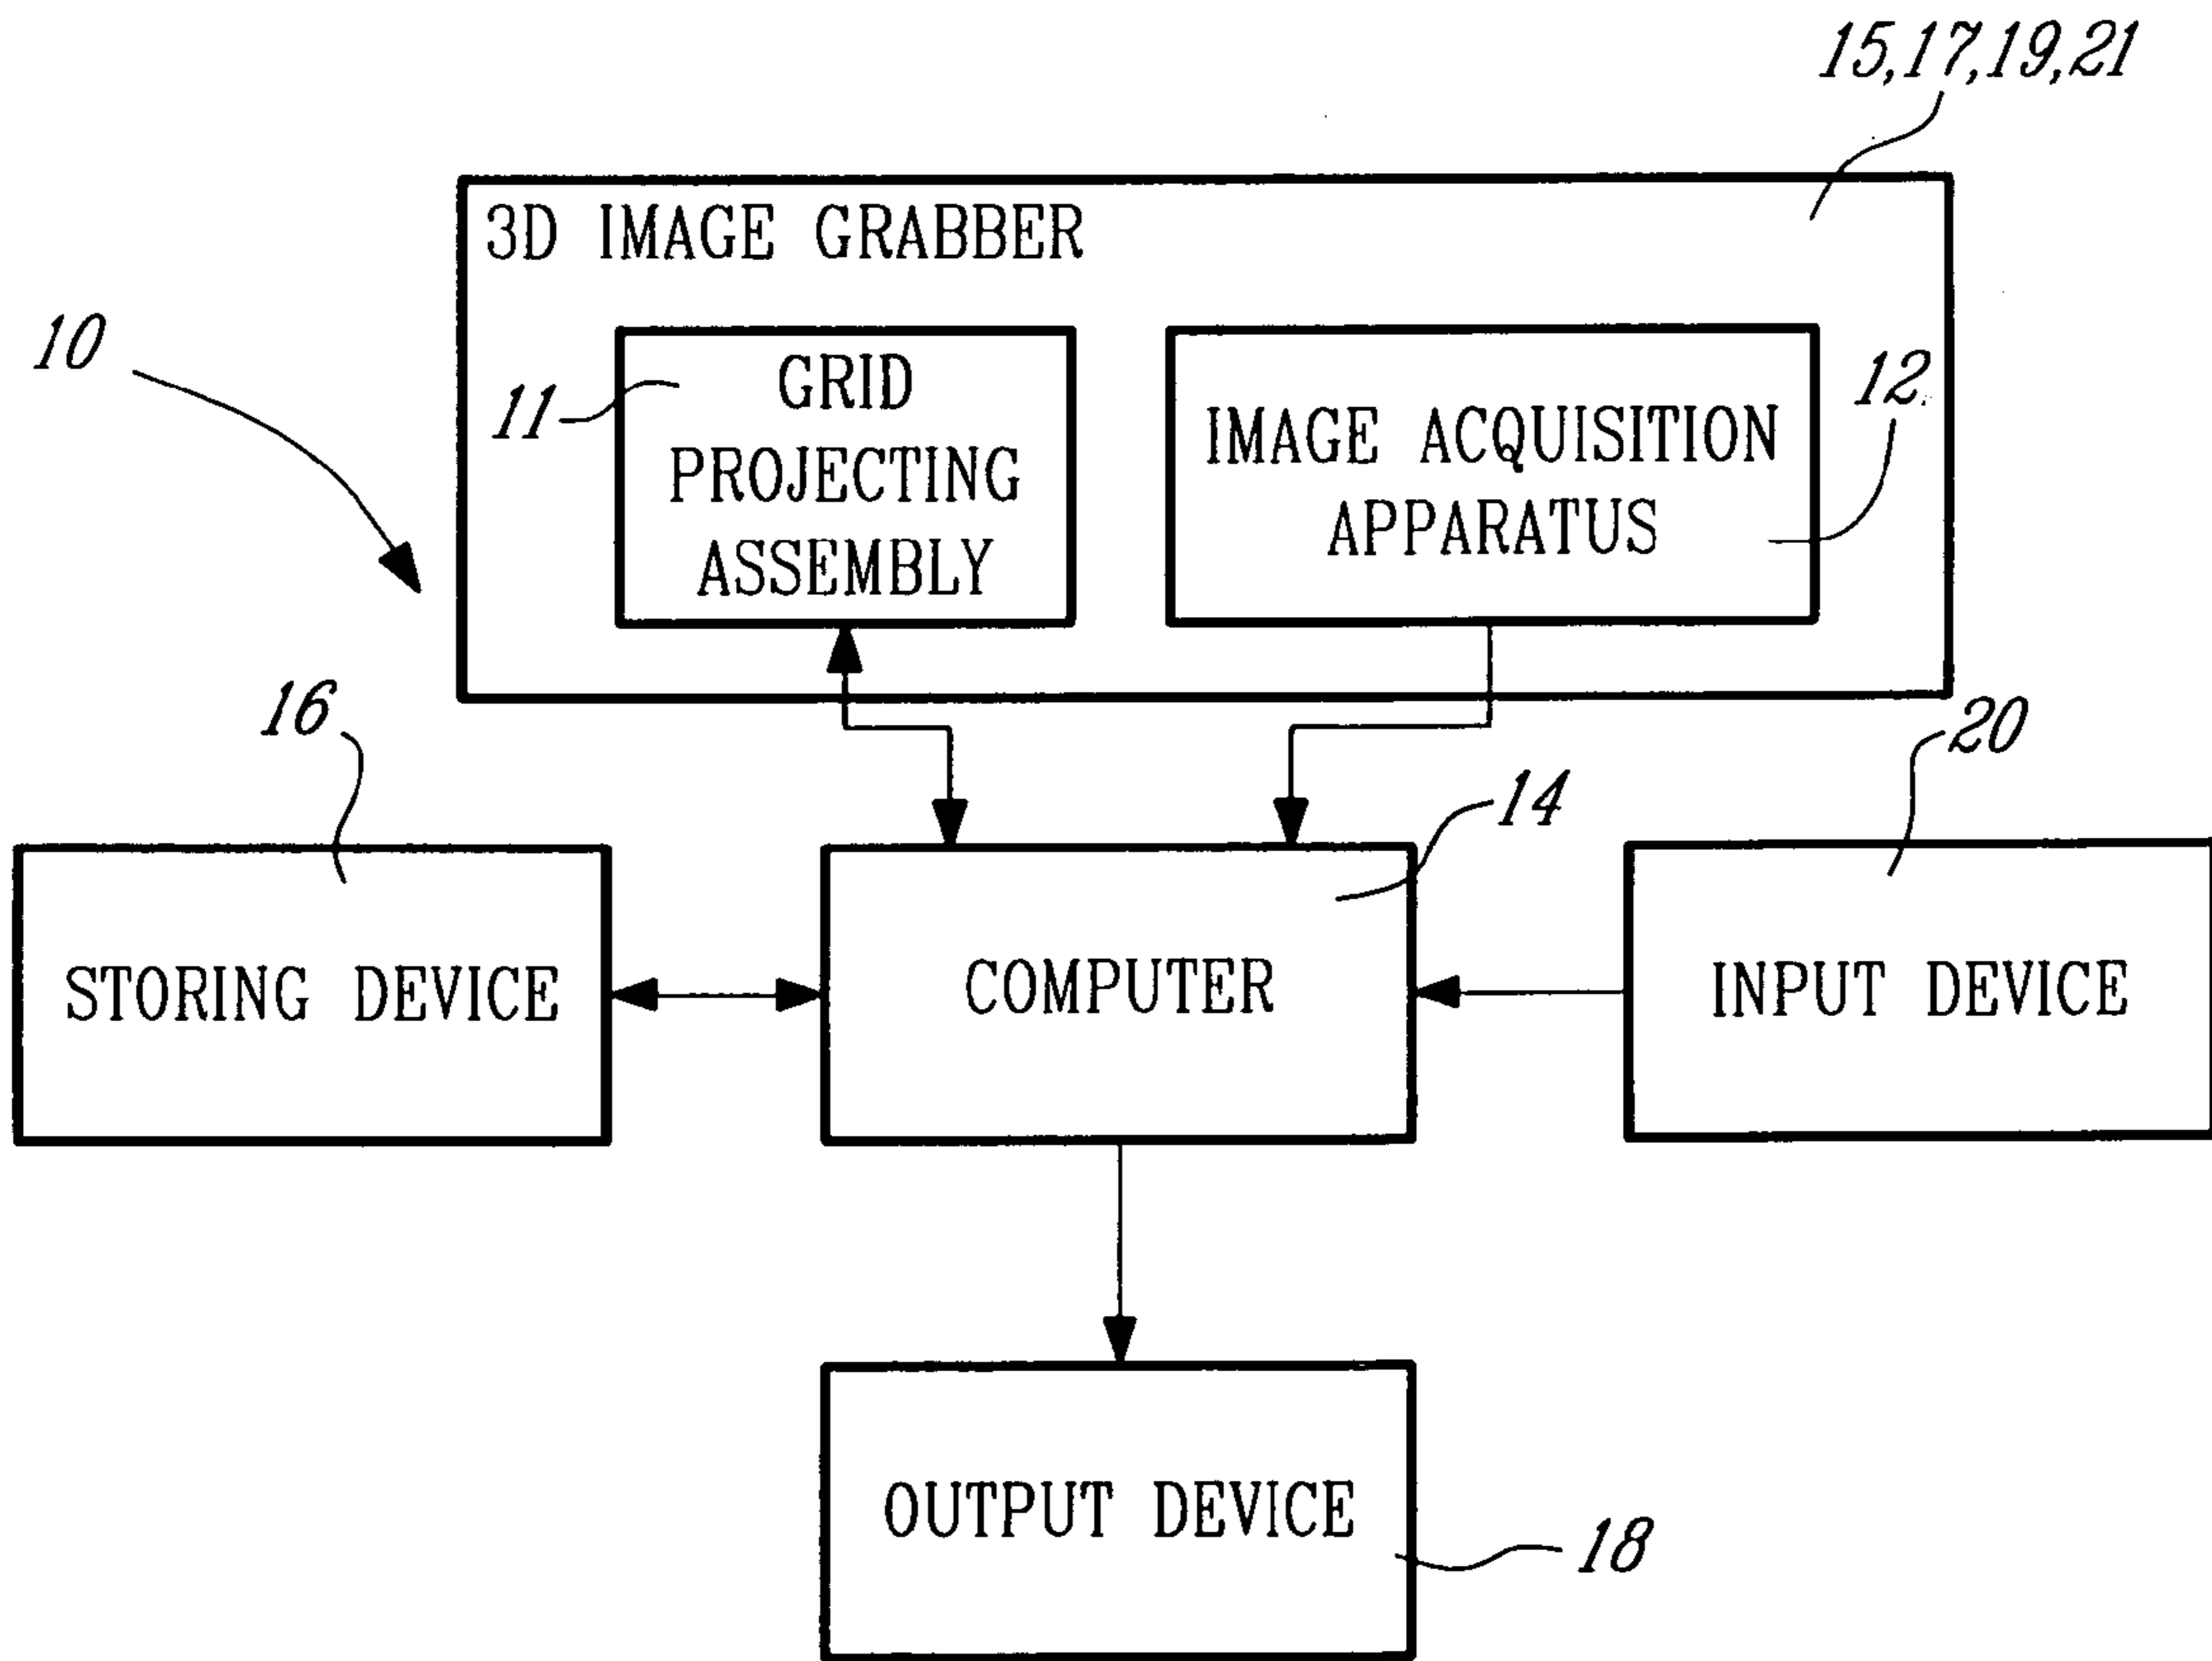 15,17,19,21
3D IMAGE GRABBER
10
11
GRID
PROJECTING
ASSEMBLY
IMAGE ACQUISITION
APPARATUS
12
16
20
14
STORING DEVICE
COMPUTER
INPUT DEVICE
OUTPUT DEVICE
18